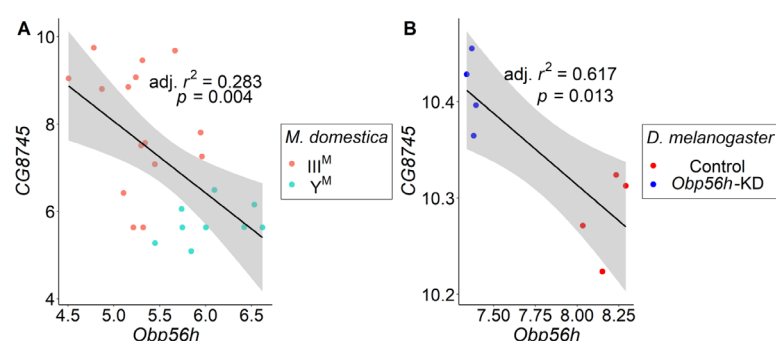 A
10
8
6
4
CG8745
adj. r² = 0.283
p = 0.004
4.5 5.0 5.5 6.0 6.5
Obp56h
M. domestica
IIIᴹ
Yᴹ
B
10.4
10.3
10.2
CG8745
adj. r² = 0.617
p = 0.013
7.50 7.75 8.00 8.25
Obp56h
D. melanogaster
Control
Obp56h-KD